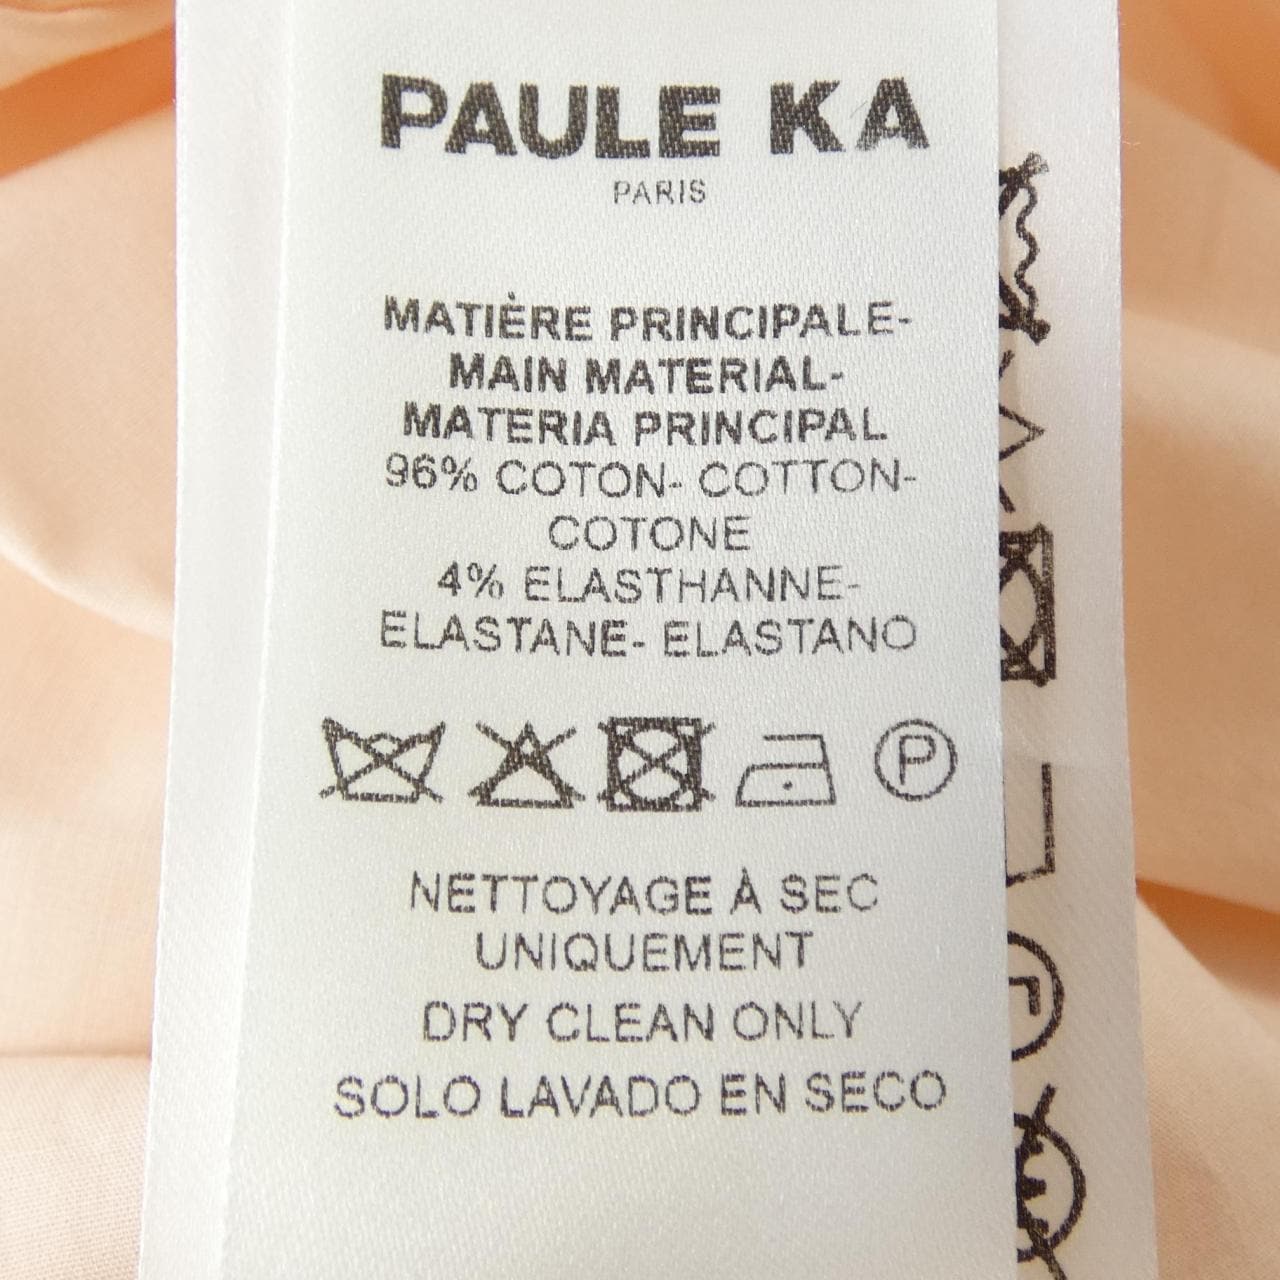 PAULE KA
PARIS
MATIÈRE PRINCIPALE-
MAIN MATERIAL-
MATERIA PRINCIPAL
96% COTON- COTTON-
COTONE
4% ELASTHANNE-
ELASTANE- ELASTANO
P
NETTOYAGE À SEC
UNIQUEMENT
DRY CLEAN ONLY
SOLO LAVADO EN SECO